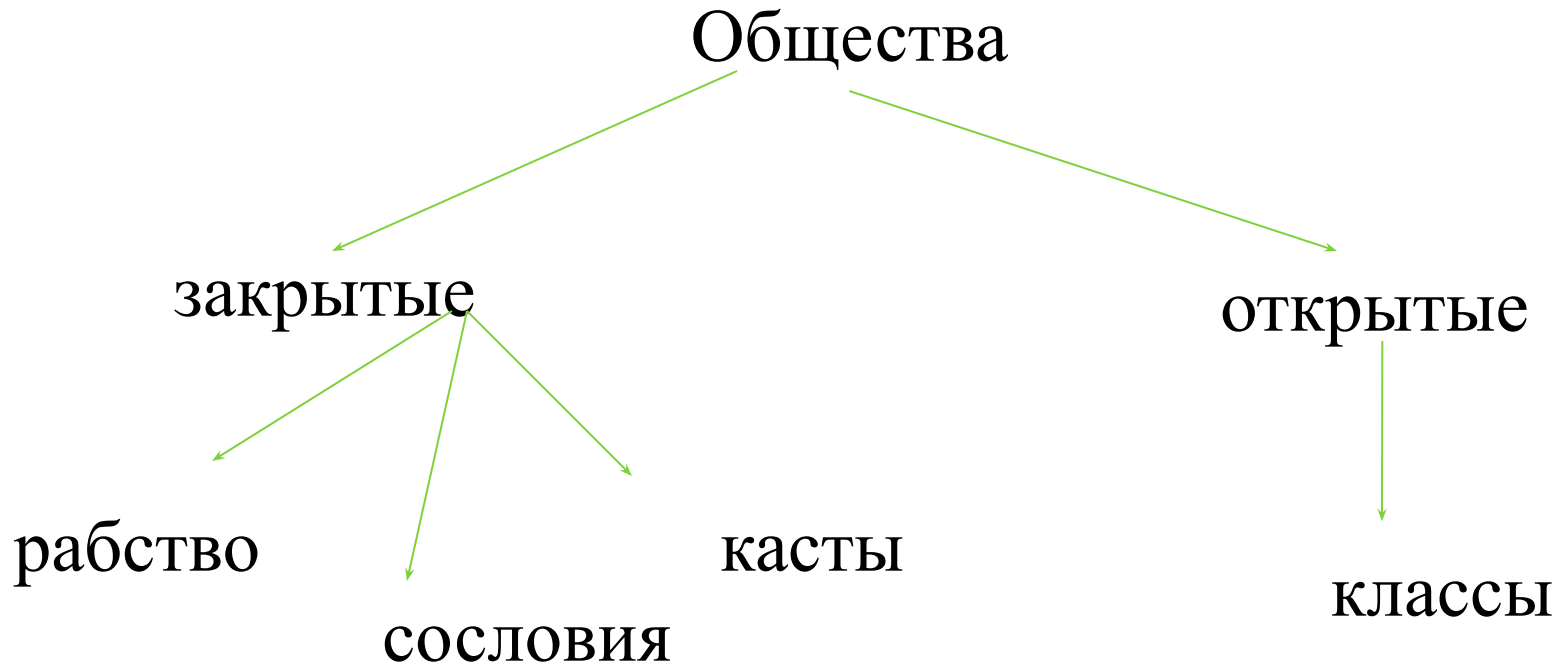 Общества
закрытые
открытые
рабство
касты
классы
сословия